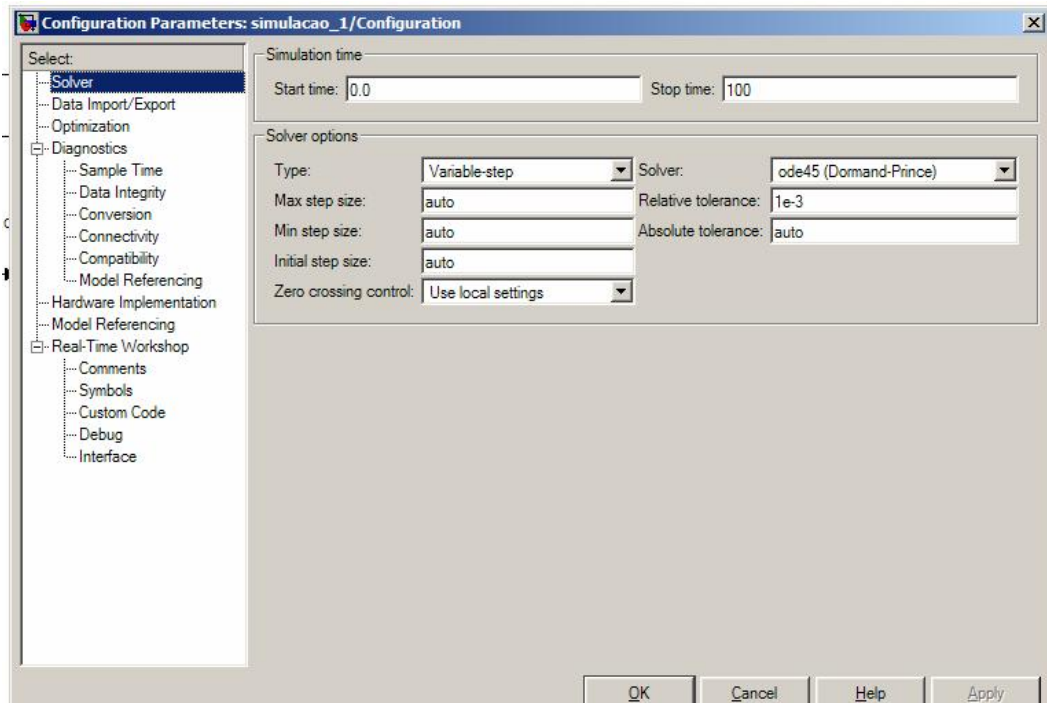 Configuration Parameters: simulacao_1/Configuration
Select:
Solver
Data Import/Export
Optimization
Diagnostics
Sample Time
Data Integrity
Conversion
Connectivity
Compatibility
Model Referencing
Hardware Implementation
Model Referencing
Real-Time Workshop
Comments
Symbols
Custom Code
Debug
Interface
Simulation time
Start time: 0.0 Stop time: 100
Solver options
Type: Variable-step Solver: ode45 (Dormand-Prince)
Max step size: auto Relative tolerance: 1e-3
Min step size: auto Absolute tolerance: auto
Initial step size: auto
Zero crossing control: Use local settings
OK Cancel Help Apply